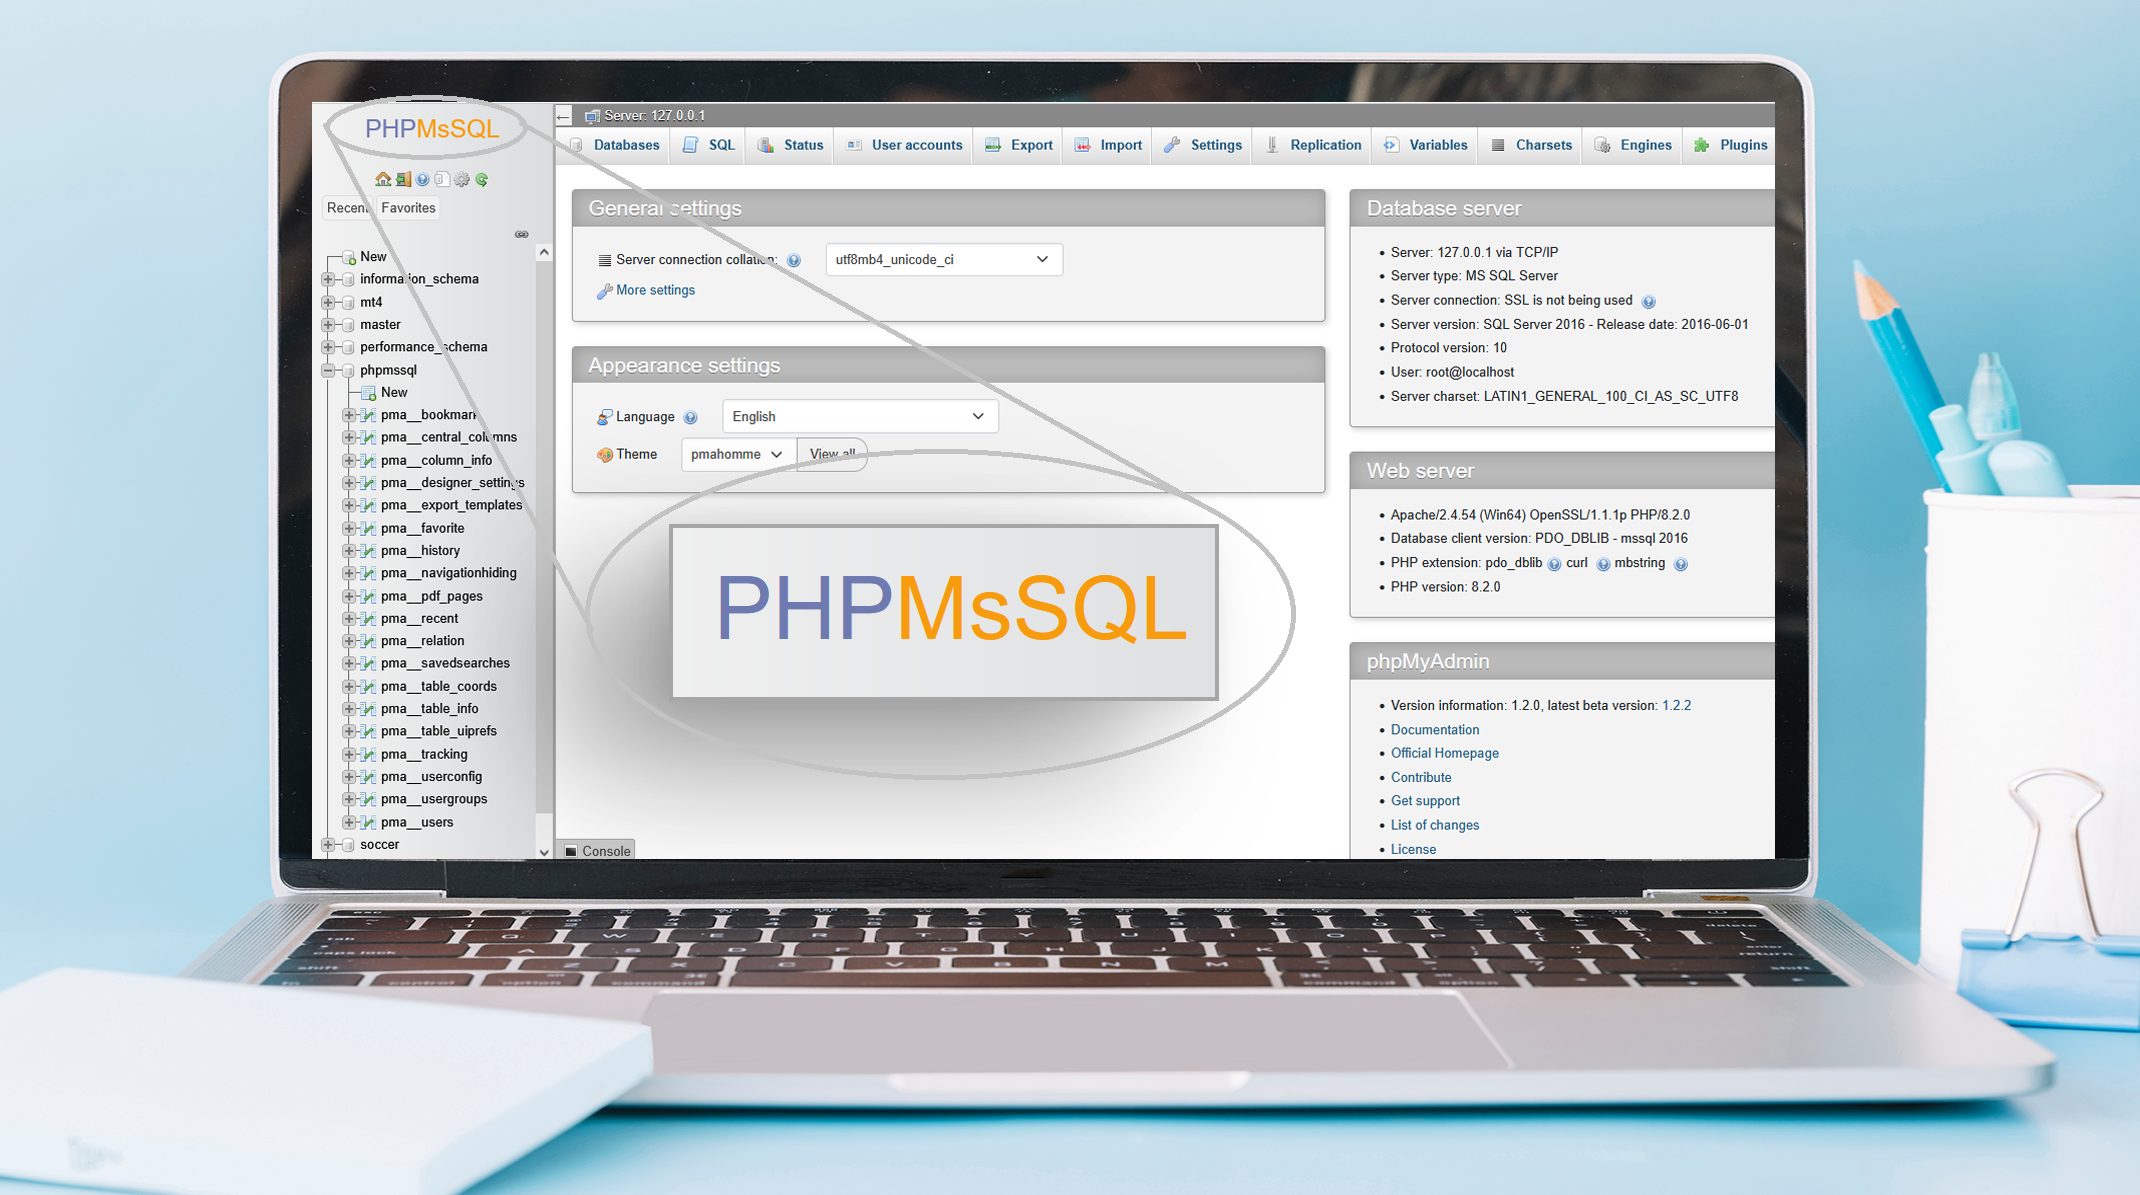 PHPMsSQL
Recent Favorites
New
information_schema
mt4
master
performance_schema
phpmssql
New
pma__bookmark
pma__central_columns
pma__column_info
pma__designer_settings
pma__export_templates
pma__favorite
pma__history
pma__navigationhiding
pma__pdf_pages
pma__recent
pma__relation
pma__savedsearches
pma__table_coords
pma__table_info
pma__table_uiprefs
pma__tracking
pma__userconfig
pma__usergroups
pma__users
soccer
Server: 127.0.0.1
Databases SQL Status User accounts Export Import Settings Replication Variables Charsets Engines Plugins
General settings
Server connection collation: utf8mb4_unicode_ci
More settings
Appearance settings
Language English
Theme pmahomme View all
PHPMsSQL
Console
Database server
Server: 127.0.0.1 via TCP/IP
Server type: MS SQL Server
Server connection: SSL is not being used
Server version: SQL Server 2016 - Release date: 2016-06-01
Protocol version: 10
User: root@localhost
Server charset: LATIN1_GENERAL_100_CI_AS_SC_UTF8
Web server
Apache/2.4.54 (Win64) OpenSSL/1.1.1p PHP/8.2.0
Database client version: PDO_DBLIB - mssql 2016
PHP extension: pdo_dblib curl mbstring
PHP version: 8.2.0
phpMyAdmin
Version information: 1.2.0, latest beta version: 1.2.2
Documentation
Official Homepage
Contribute
Get support
List of changes
License